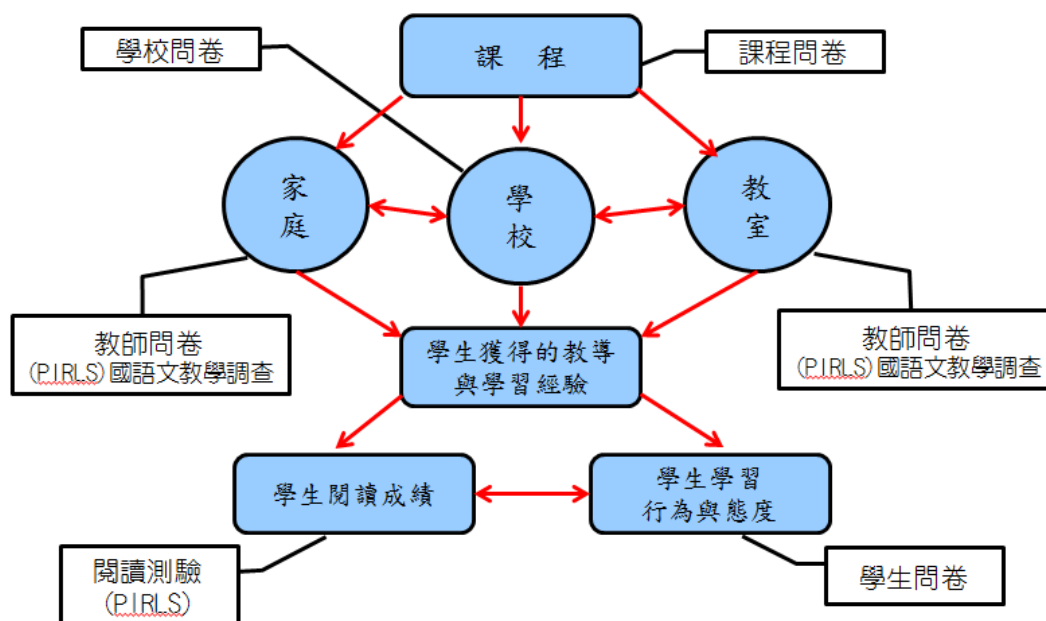 學校問卷
課 程
課程問卷
家
庭
學
校
教
室
教師問卷
(PIRLS)國語文教學調查
學生獲得的教導
與學習經驗
教師問卷
(PIRLS)國語文教學調查
學生閱讀成績
學生學習
行為與態度
閱讀測驗
(PIRLS)
學生問卷